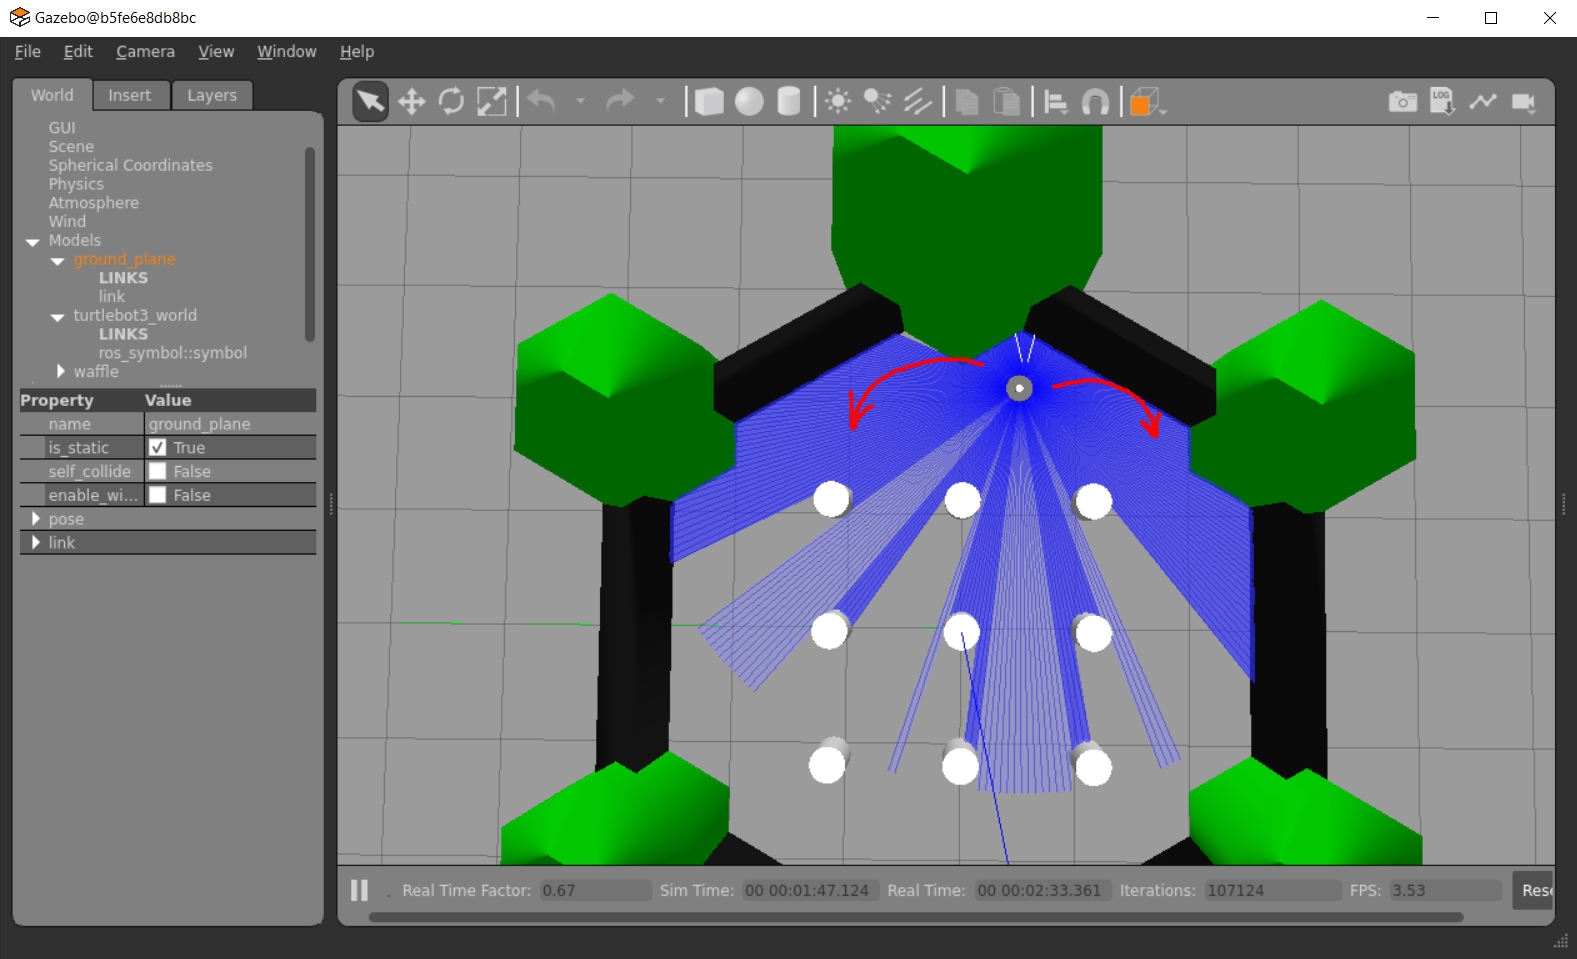 Gazebo@b5fe6e8db8bc
File Edit Camera View Window Help
World Insert Layers
GUI
Scene
Spherical Coordinates
Physics
Atmosphere
Wind
Models
ground_plane
LINKS
link
turtlebot3_world
LINKS
ros_symbol::symbol
waffle
Property Value
name ground_plane
is_static True
self_collide False
enable_wi... False
pose
link
LOG
Real Time Factor: 0.67 Sim Time: 00 00:01:47.124 Real Time: 00 00:02:33.361 Iterations: 107124 FPS: 3.53 Rese